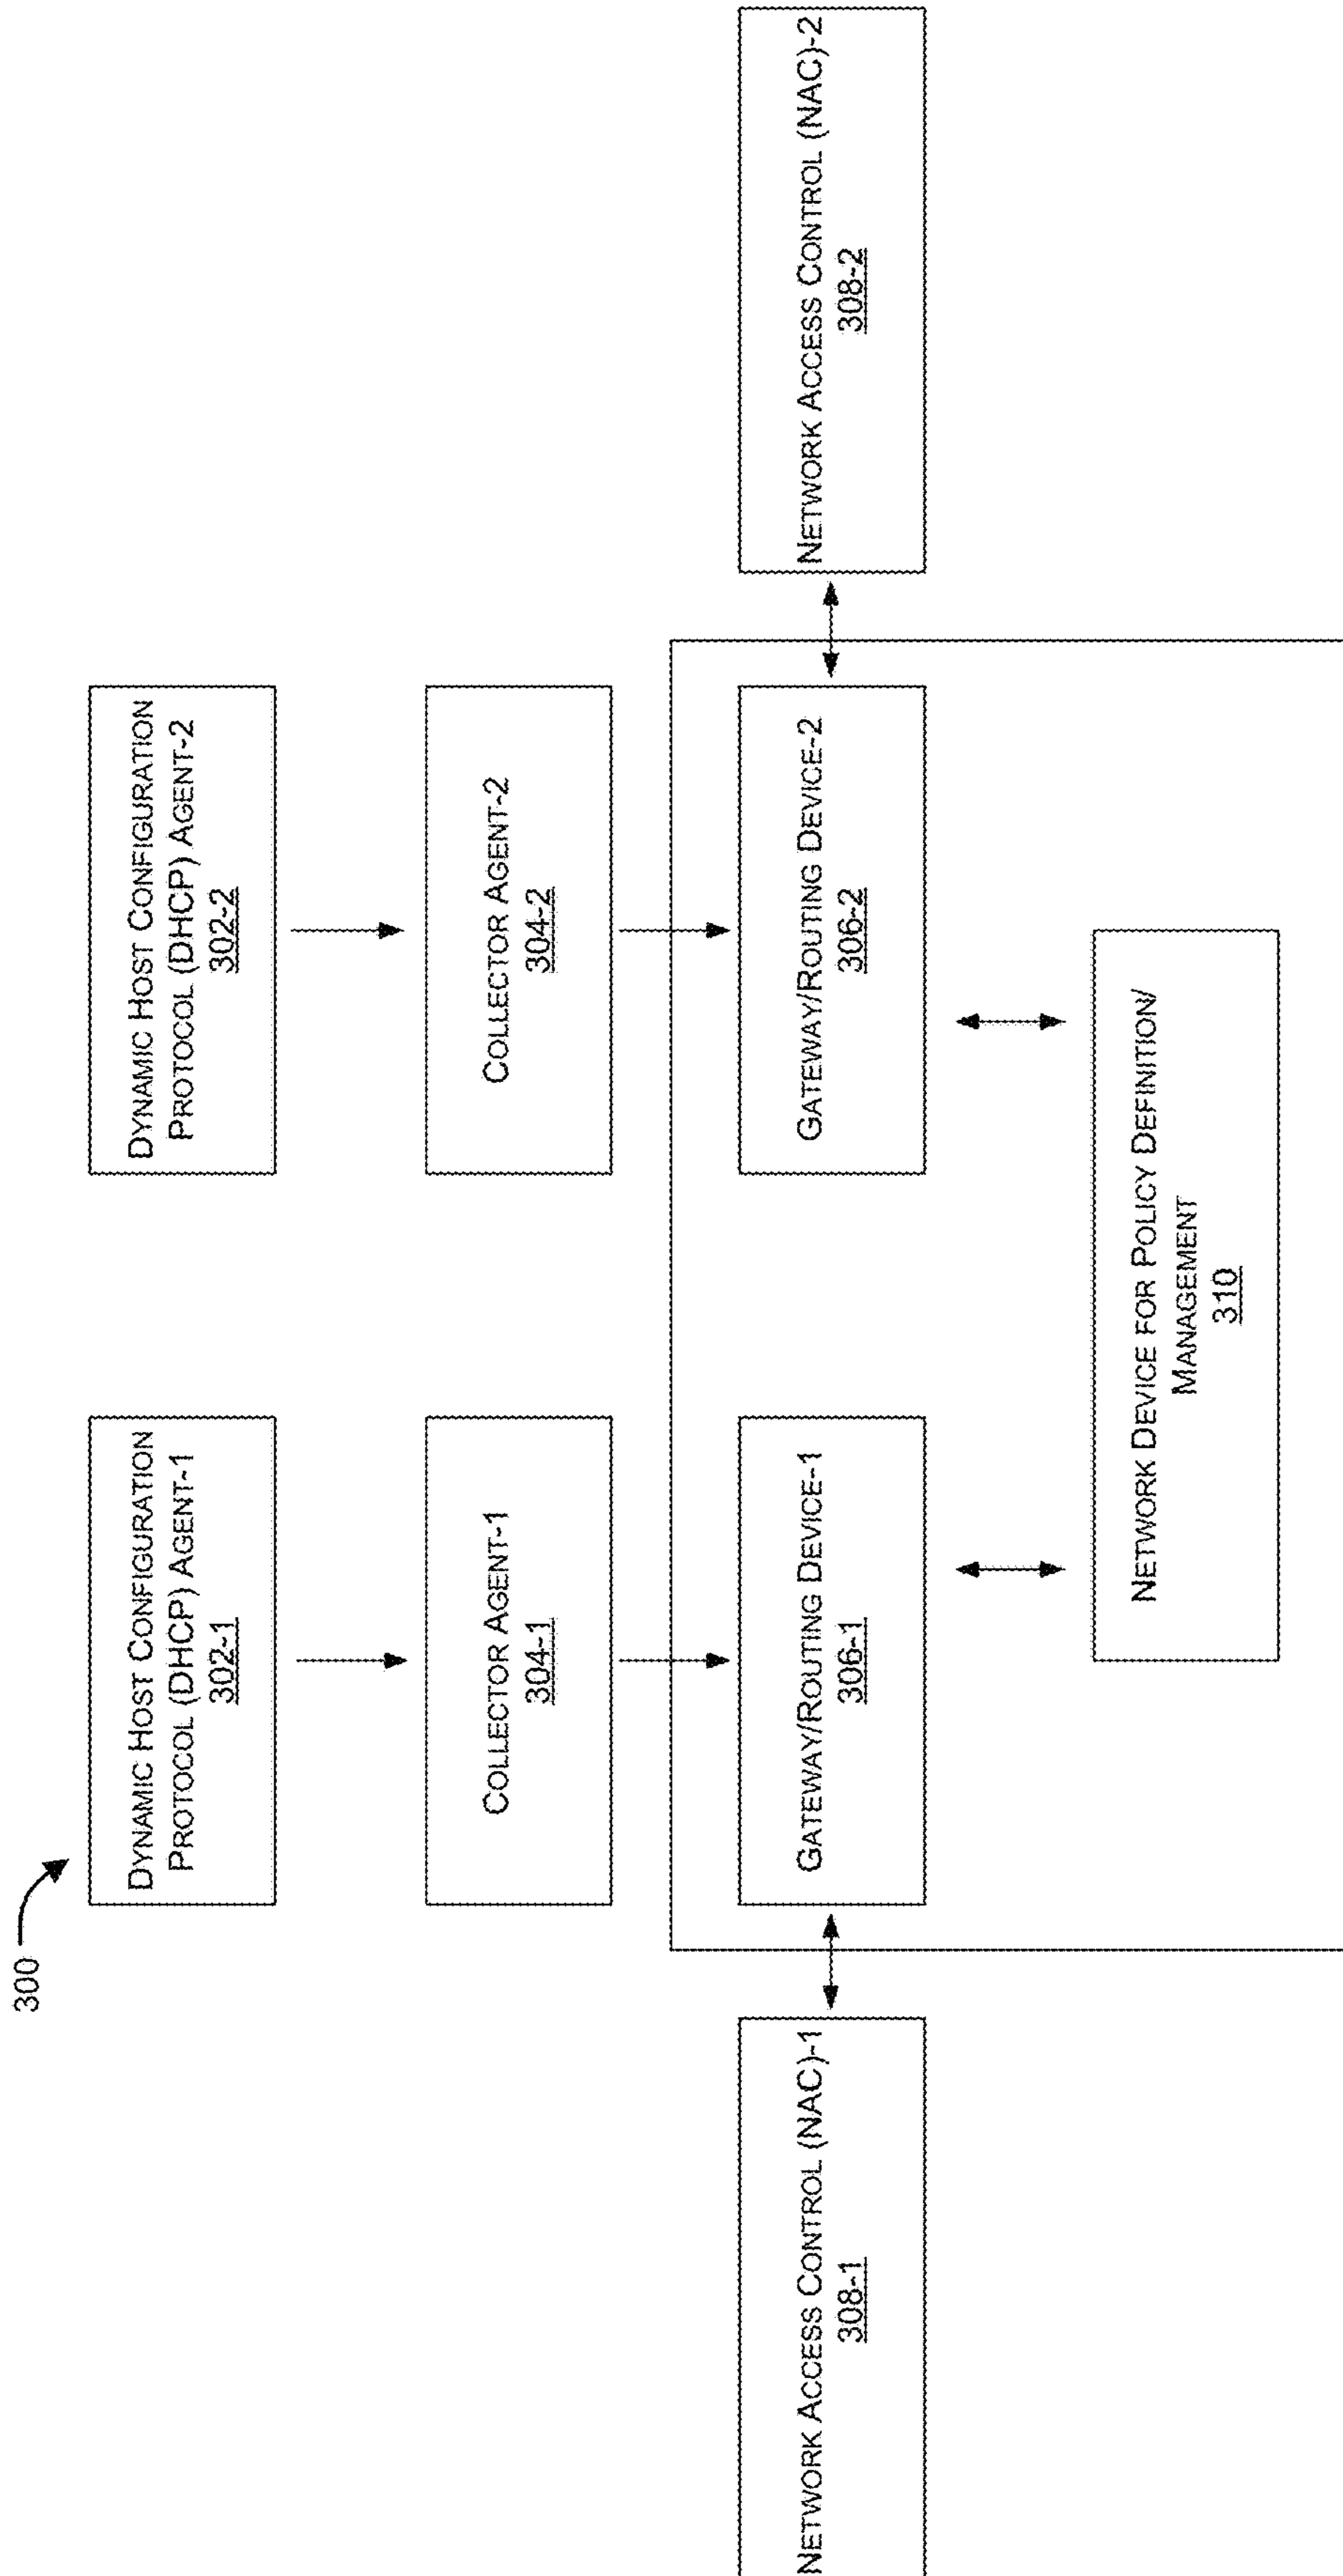 300
DYNAMIC HOST CONFIGURATION
PROTOCOL (DHCP) AGENT-1
302-1
DYNAMIC HOST CONFIGURATION
PROTOCOL (DHCP) AGENT-2
302-2
COLLECTOR AGENT-1
304-1
COLLECTOR AGENT-2
304-2
NETWORK ACCESS CONTROL (NAC)-1
308-1
GATEWAY/ROUTING DEVICE-1
306-1
GATEWAY/ROUTING DEVICE-2
306-2
NETWORK ACCESS CONTROL (NAC)-2
308-2
NETWORK DEVICE FOR POLICY DEFINITION/
MANAGEMENT
310